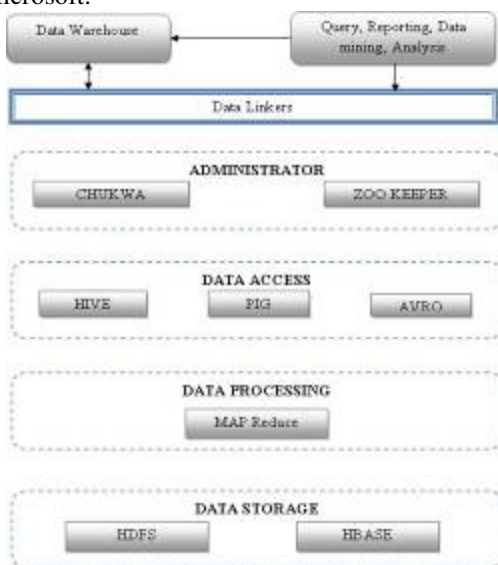 icrosoft.
Data Warehouse
Query, Reporting, Data
mining, Analysis
Data Linkers
ADMINISTRATOR
CHUKWA
ZOO KEEPER
DATA ACCESS
HIVE
PIG
AVRO
DATA PROCESSING
MAP Reduce
DATA STORAGE
HDFS
HBASE